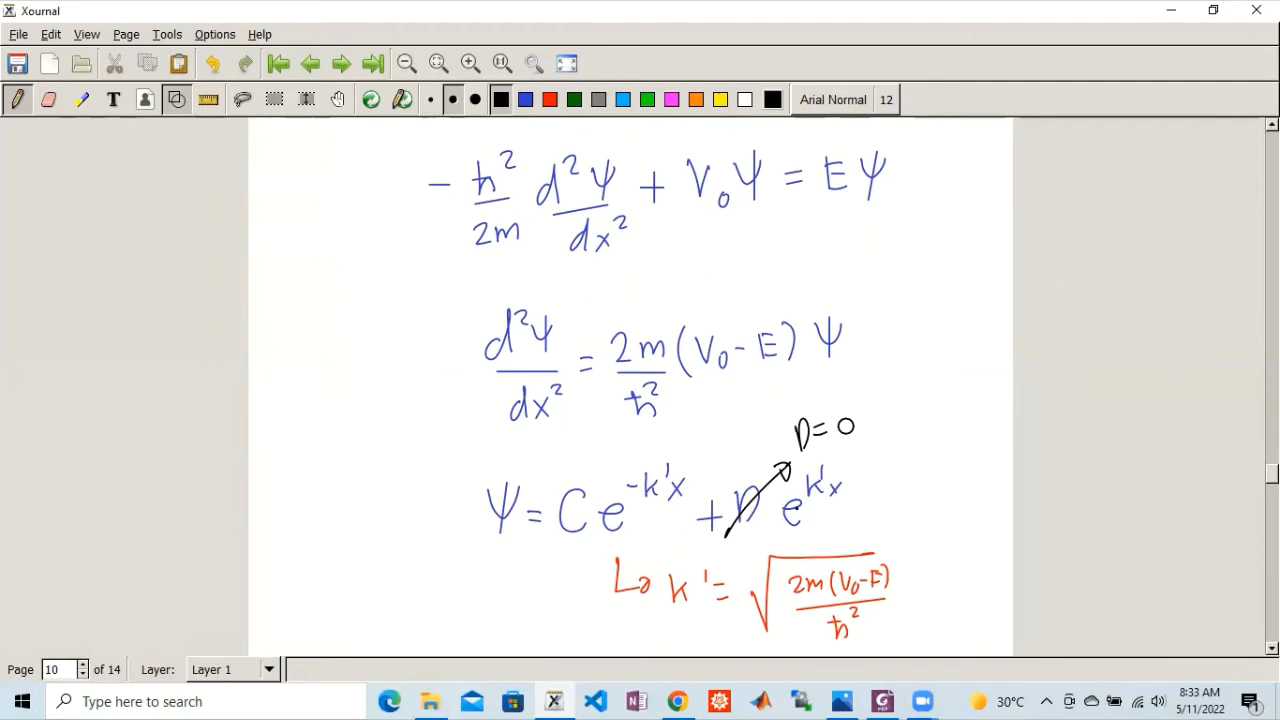 Xournal
File Edit View Page Tools Options Help
Arial Normal 12
- ħ²/2m d²Ψ/dx² + V₀Ψ = EΨ
d²Ψ/dx² = 2m/ħ² (V₀ - E) Ψ
D = 0
Ψ = C e^{-k'x} + D e^{k'x}
k' = √(2m(V₀-E)/ħ²)
Page 10 of 14 Layer: Layer 1
Type here to search
30°C
8:33 AM
5/11/2022